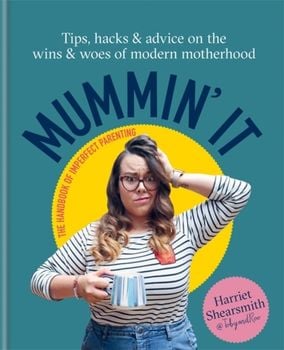 Tips, hacks & advice on the
wins & woes of modern motherhood
MUMMIN' IT
THE HANDBOOK OF IMPERFECT PARENTING
Harriet
Shearsmith
@tobyandroo